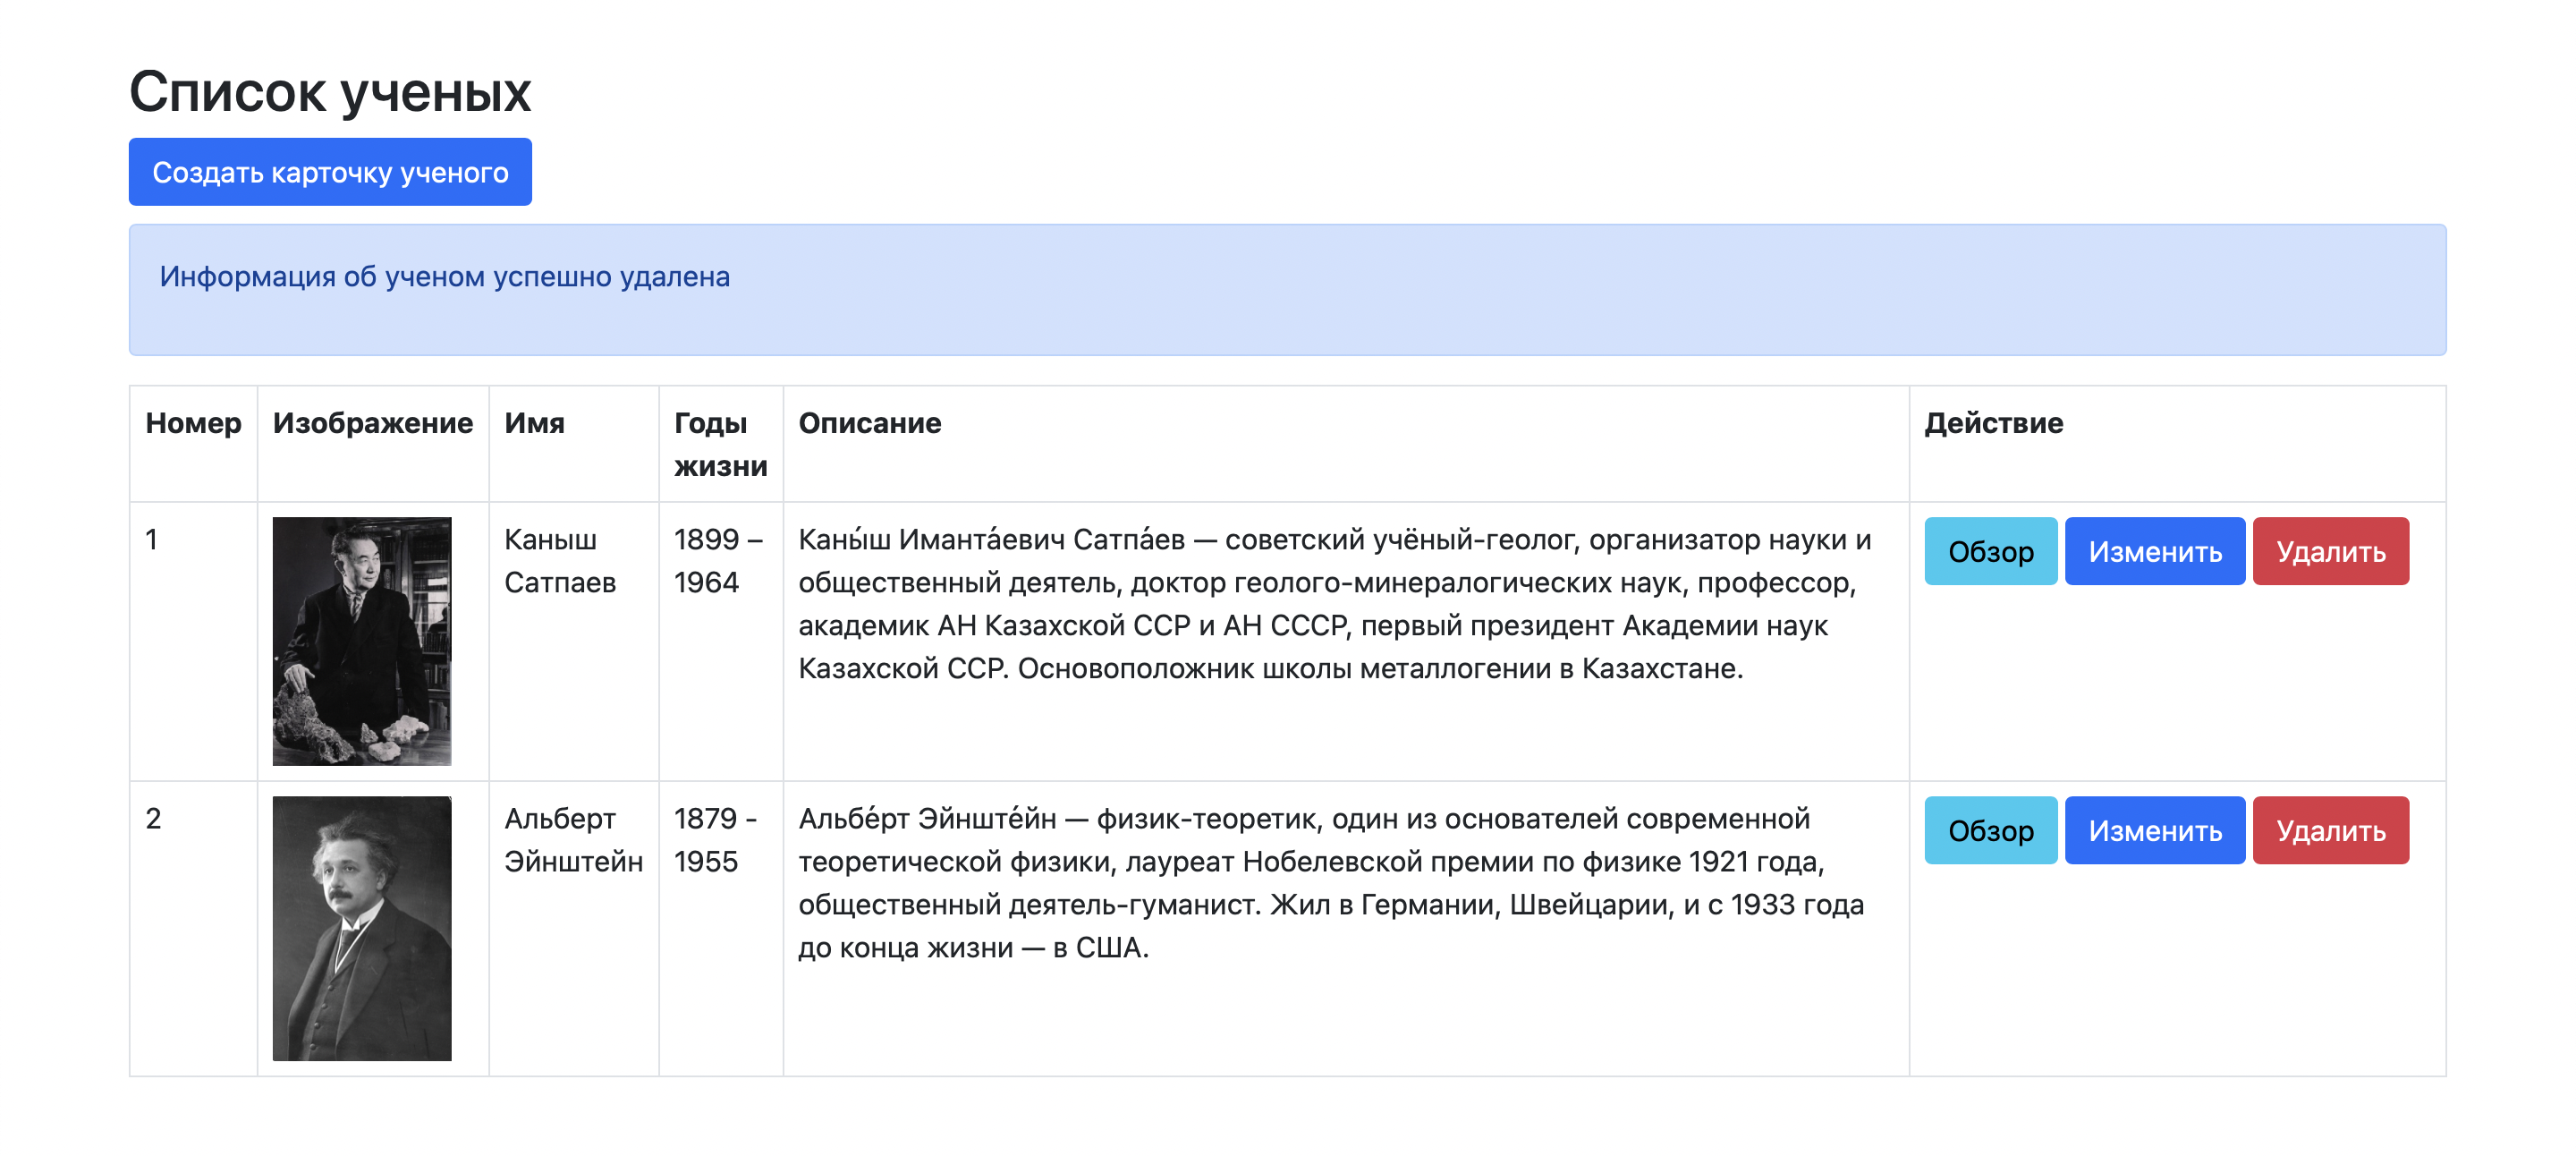 Список ученых
Создать карточку ученого
Информация об ученом успешно удалена
Номер Изображение Имя Годы жизни Описание Действие
1
Каныш
Сатпаев
1899 –
1964
Каны́ш Иманта́евич Сатпа́ев — советский учёный-геолог, организатор науки и
общественный деятель, доктор геолого-минералогических наук, профессор,
академик АН Казахской ССР и АН СССР, первый президент Академии наук
Казахской ССР. Основоположник школы металлогении в Казахстане.
Обзор Изменить Удалить
2
Альберт
Эйнштейн
1879 -
1955
Альбе́рт Эйнште́йн — физик-теоретик, один из основателей современной
теоретической физики, лауреат Нобелевской премии по физике 1921 года,
общественный деятель-гуманист. Жил в Германии, Швейцарии, и с 1933 года
до конца жизни — в США.
Обзор Изменить Удалить